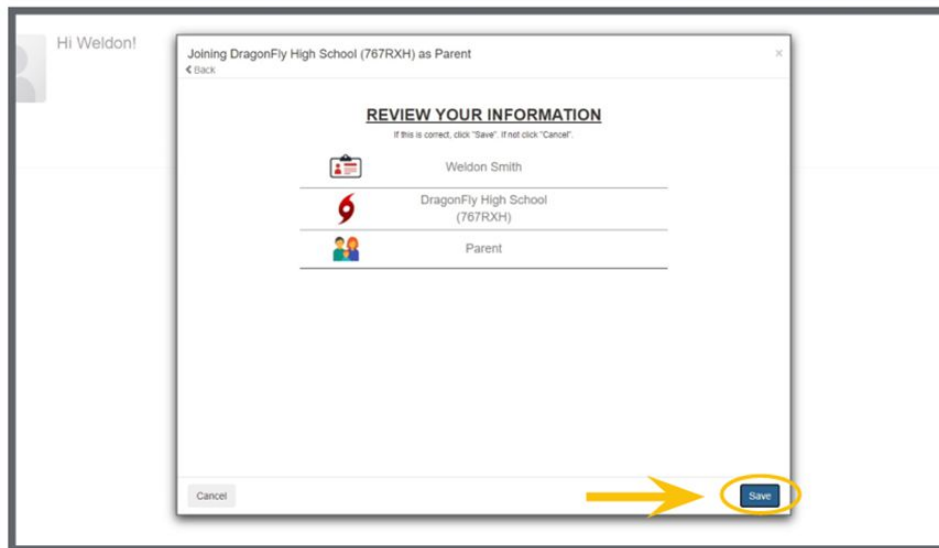 Hi Weldon!
Joining DragonFly High School (767RXH) as Parent
×
Back
REVIEW YOUR INFORMATION
If this is correct, click "Save". If not click "Cancel".
Weldon Smith
DragonFly High School
(767RXH)
Parent
Cancel
Save